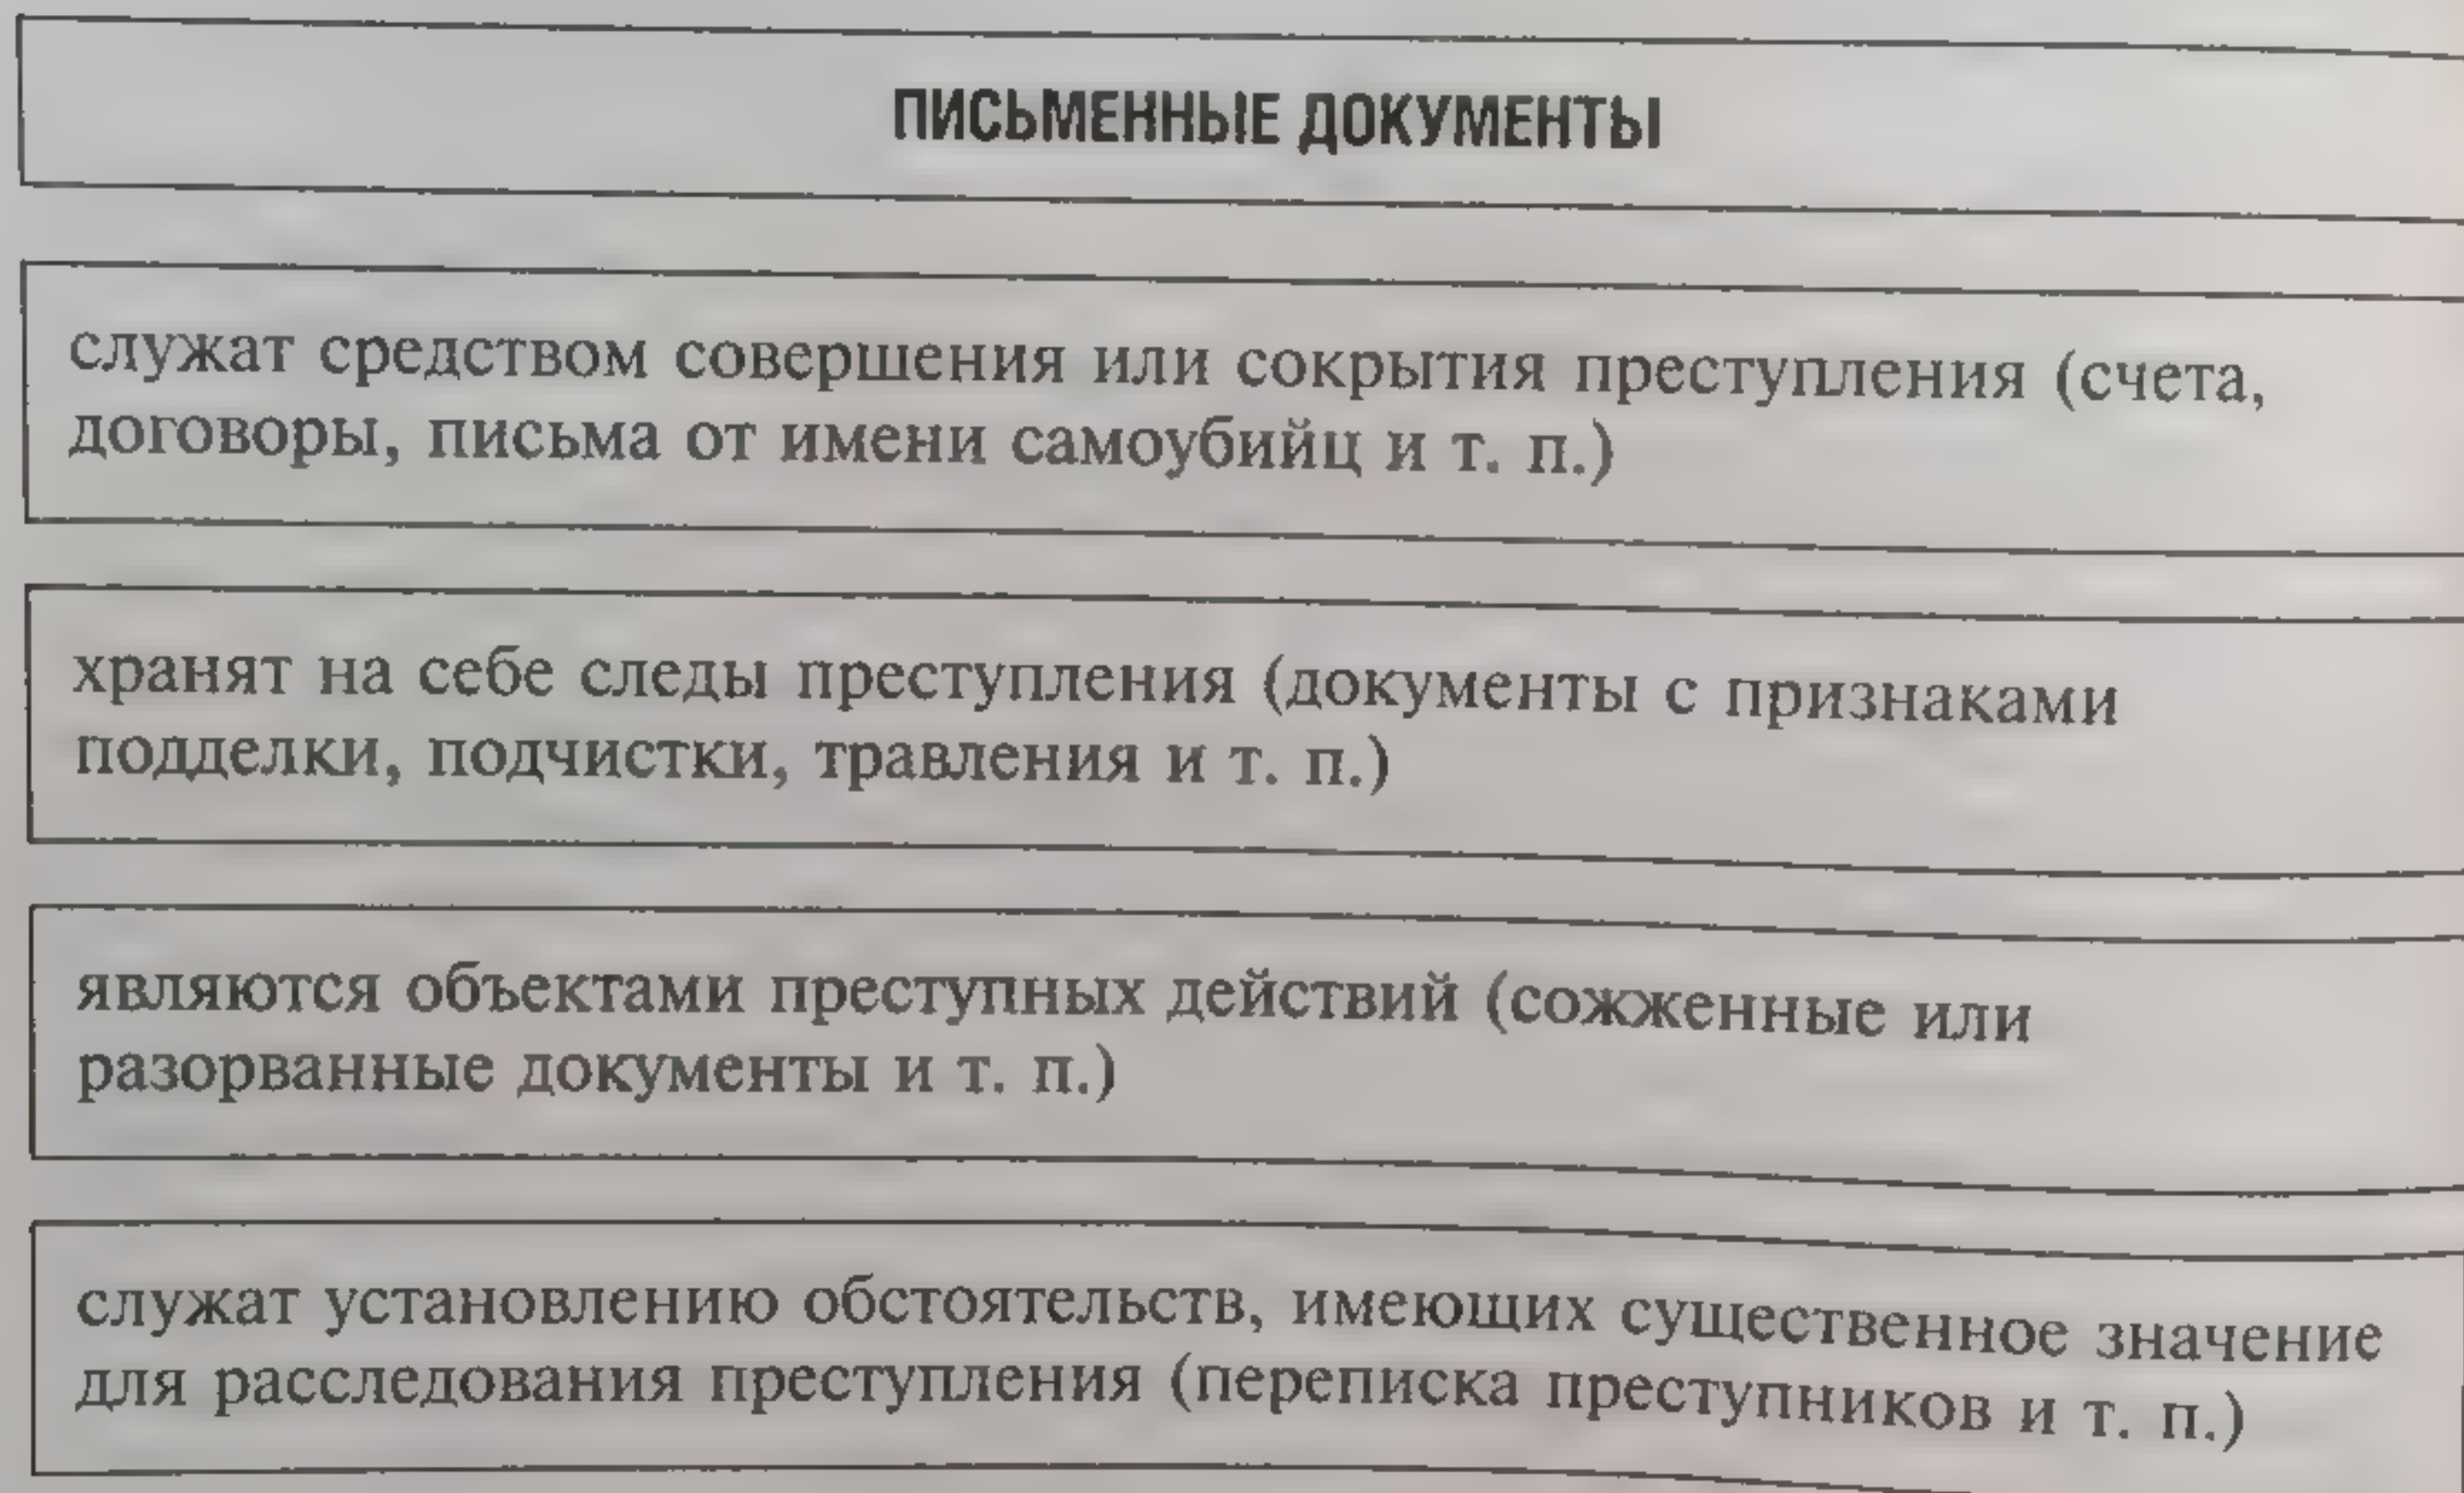 ПИСЬМЕННЫЕ ДОКУМЕНТЫ
служат средством совершения или сокрытия преступления (счета,
договоры, письма от имени самоубийц и т. п.)
хранят на себе следы преступления (документы с признаками
подделки, подчистки, травления и т. п.)
являются объектами преступных действий (сожженные или
разорванные документы и т. п.)
служат установлению обстоятельств, имеющих существенное значение
для расследования преступления (переписка преступников и т. п.)